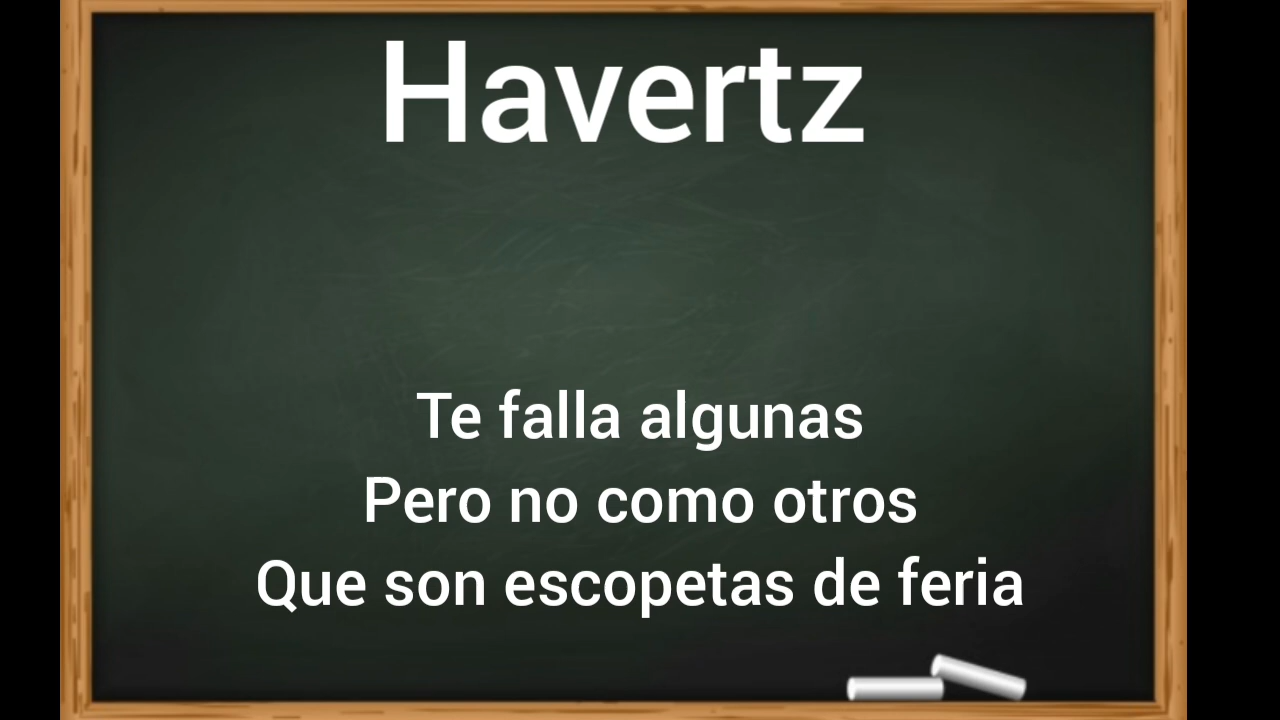 Havertz
Te falla algunas
Pero no como otros
Que son escopetas de feria